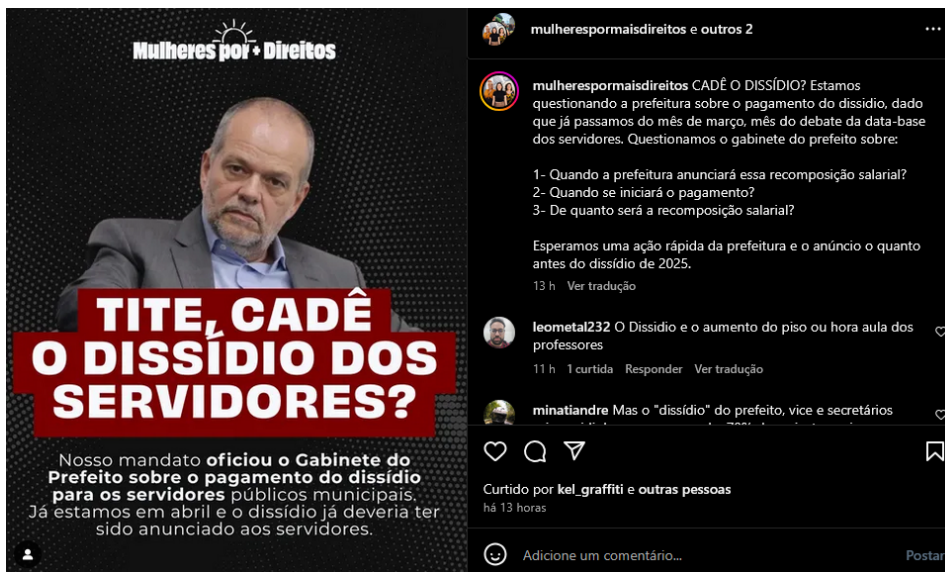 Mulheres por + Direitos
TITE, CADÊ
O DISSÍDIO DOS
SERVIDORES?
Nosso mandato oficiou o Gabinete do
Prefeito sobre o pagamento do dissídio
para os servidores públicos municipais.
Já estamos em abril e o dissídio já deveria ter
sido anunciado aos servidores.
mulherespormaisdireitos e outros 2
mulherespormaisdireitos CADÊ O DISSÍDIO? Estamos
questionando a prefeitura sobre o pagamento do dissidio, dado
que já passamos do mês de março, mês do debate da data-base
dos servidores. Questionamos o gabinete do prefeito sobre:
1- Quando a prefeitura anunciará essa recomposição salarial?
2- Quando se iniciará o pagamento?
3- De quanto será a recomposição salarial?
Esperamos uma ação rápida da prefeitura e o anúncio o quanto
antes do dissídio de 2025.
13 h Ver tradução
leometal232 O Dissidio e o aumento do piso ou hora aula dos
professores
11 h 1 curtida Responder Ver tradução
minatiandre Mas o "dissídio" do prefeito, vice e secretários
Curtido por kel_graffiti e outras pessoas
há 13 horas
Adicione um comentário...
Postar